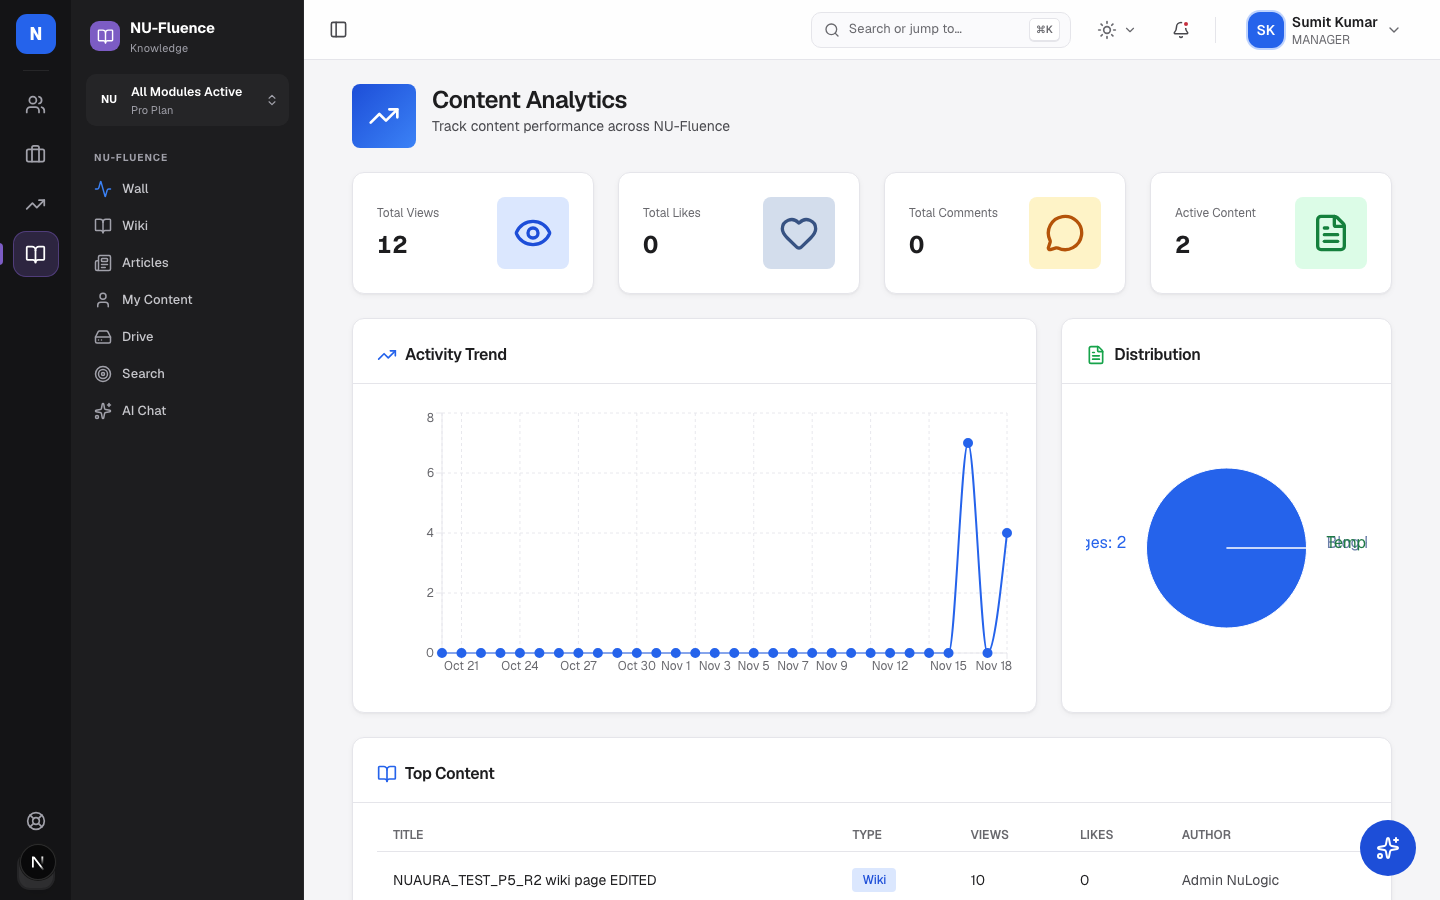 N
NU-Fluence
Knowledge
NU
All Modules Active
Pro Plan
NU-FLUENCE
Wall
Wiki
Articles
My Content
Drive
Search
AI Chat
N
Search or jump to...
⌘K
SK
Sumit Kumar
MANAGER
Content Analytics
Track content performance across NU-Fluence
Total Views
12
Total Likes
0
Total Comments
0
Active Content
2
Activity Trend
8
6
4
2
0
Oct 21 Oct 24 Oct 27 Oct 30 Nov 1 Nov 3 Nov 5 Nov 7 Nov 9 Nov 12 Nov 15 Nov 18
Distribution
ges: 2
Top Content
TITLE TYPE VIEWS LIKES AUTHOR
NUAURA_TEST_P5_R2 wiki page EDITED Wiki 10 0 Admin NuLogic